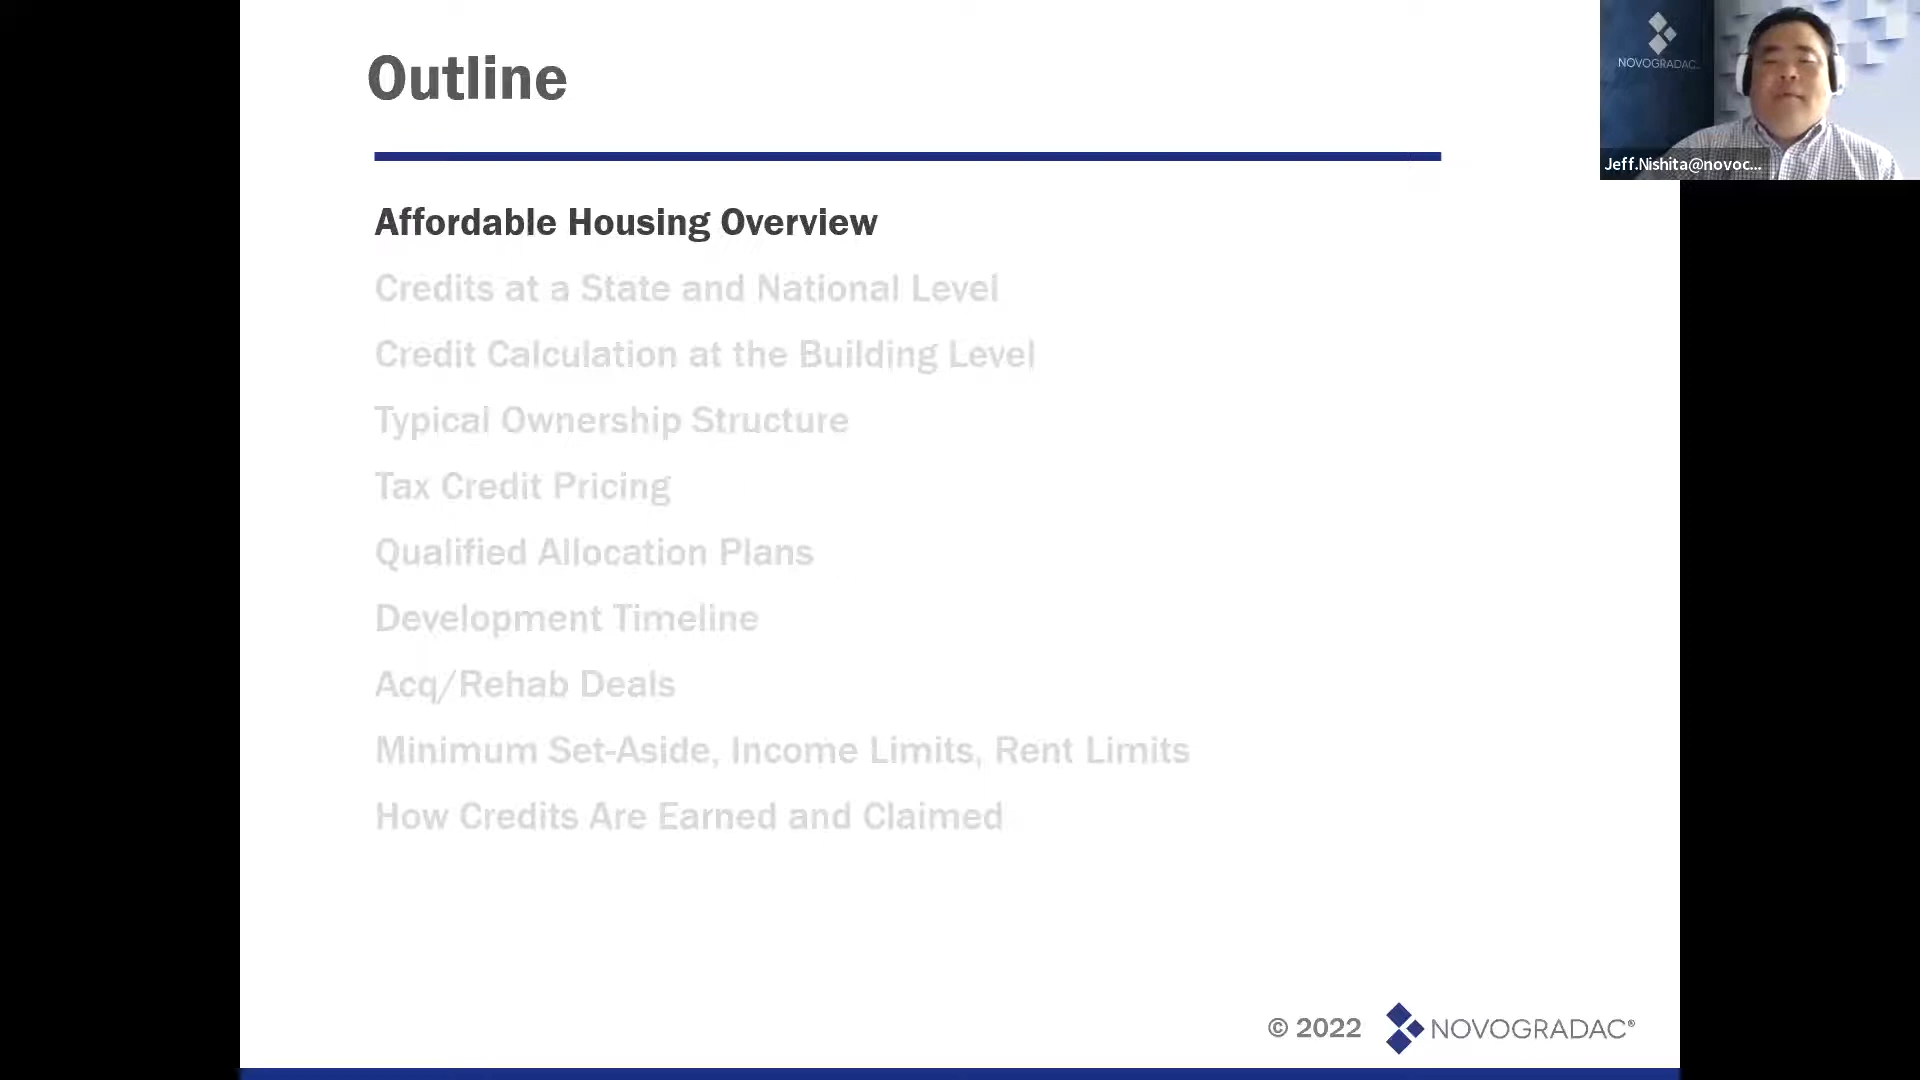 Outline
NOVOGRADAC
Jeff.Nishita@novoc...
Affordable Housing Overview
Credits at a State and National Level
Credit Calculation at the Building Level
Typical Ownership Structure
Tax Credit Pricing
Qualified Allocation Plans
Development Timeline
Acq/Rehab Deals
Minimum Set-Aside, Income Limits, Rent Limits
How Credits Are Earned and Claimed
© 2022
NOVOGRADAC®